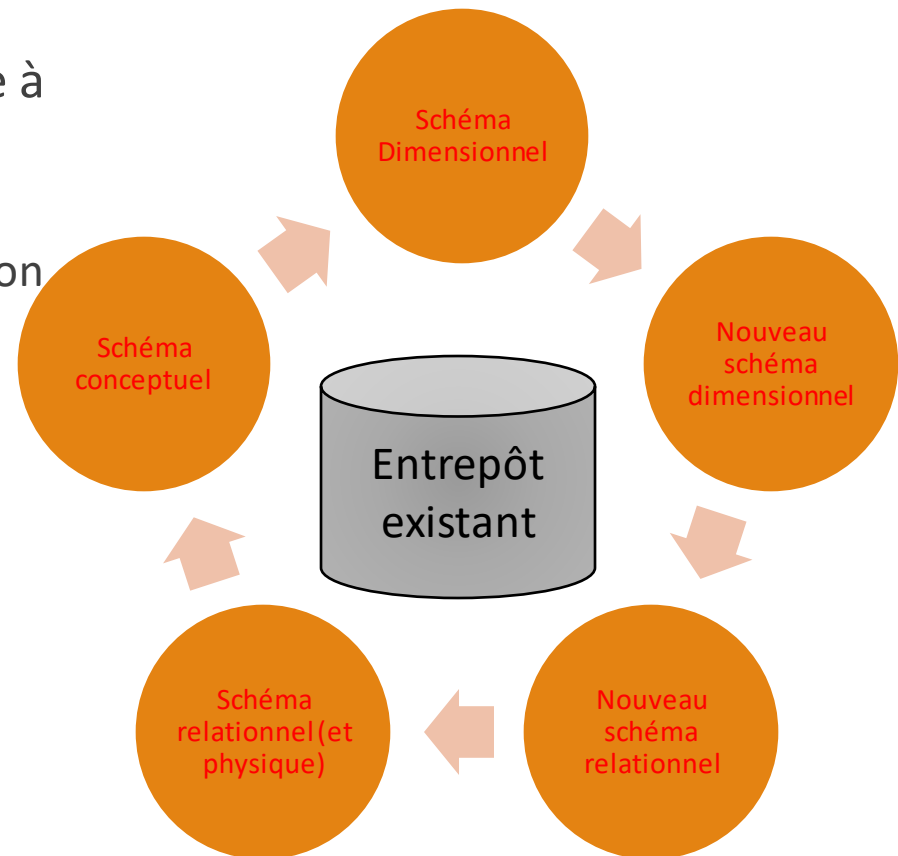 e à
on
Schéma
Dimensionnel
Nouveau
schéma
dimensionnel
Schéma
conceptuel
Entrepôt
existant
Schéma
relationnel (et
physique)
Nouveau
schéma
relationnel